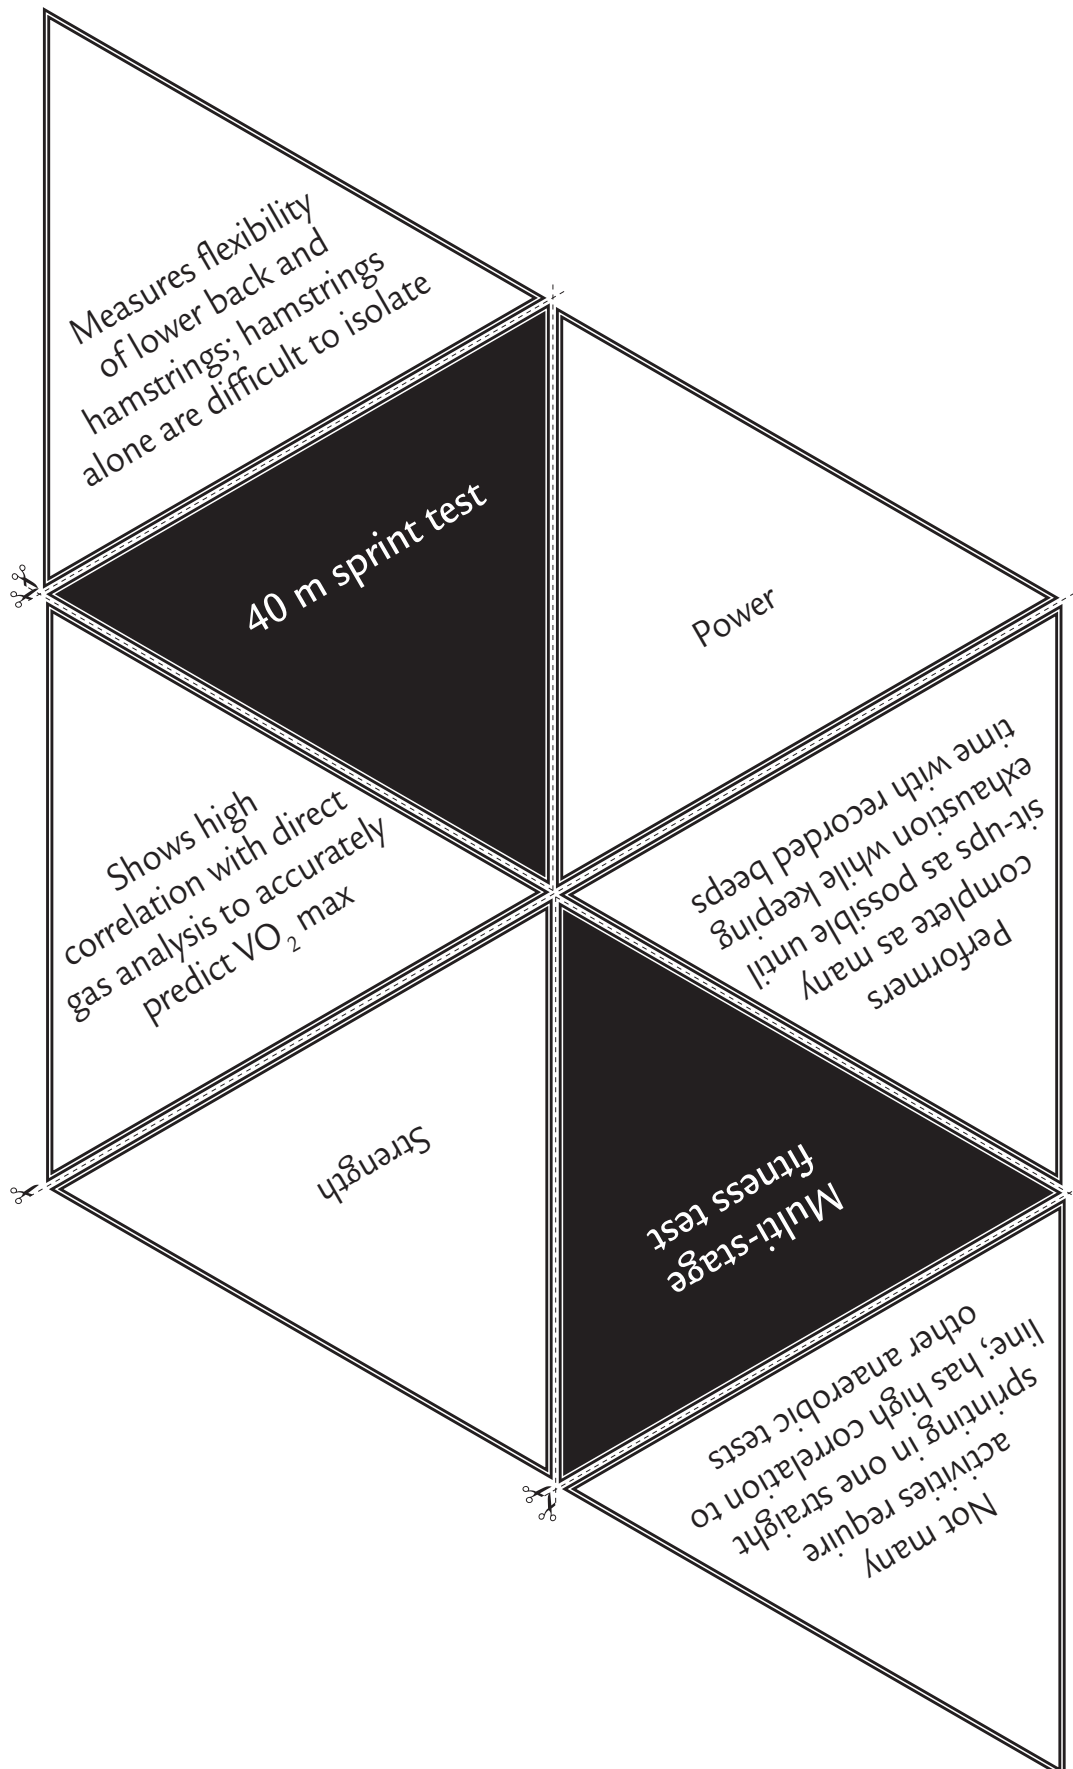 Measures flexibility
of lower back and
hamstrings; hamstrings
alone are difficult to isolate
40 m sprint test
Power
Shows high
correlation with direct
gas analysis to accurately
predict VO₂ max
Performers
complete as many
sit-ups as possible until
exhaustion while keeping
time with recorded beeps
Strength
Multi-stage
fitness test
Not many
activities require
sprinting in one straight
line; has high correlation to
other anaerobic tests